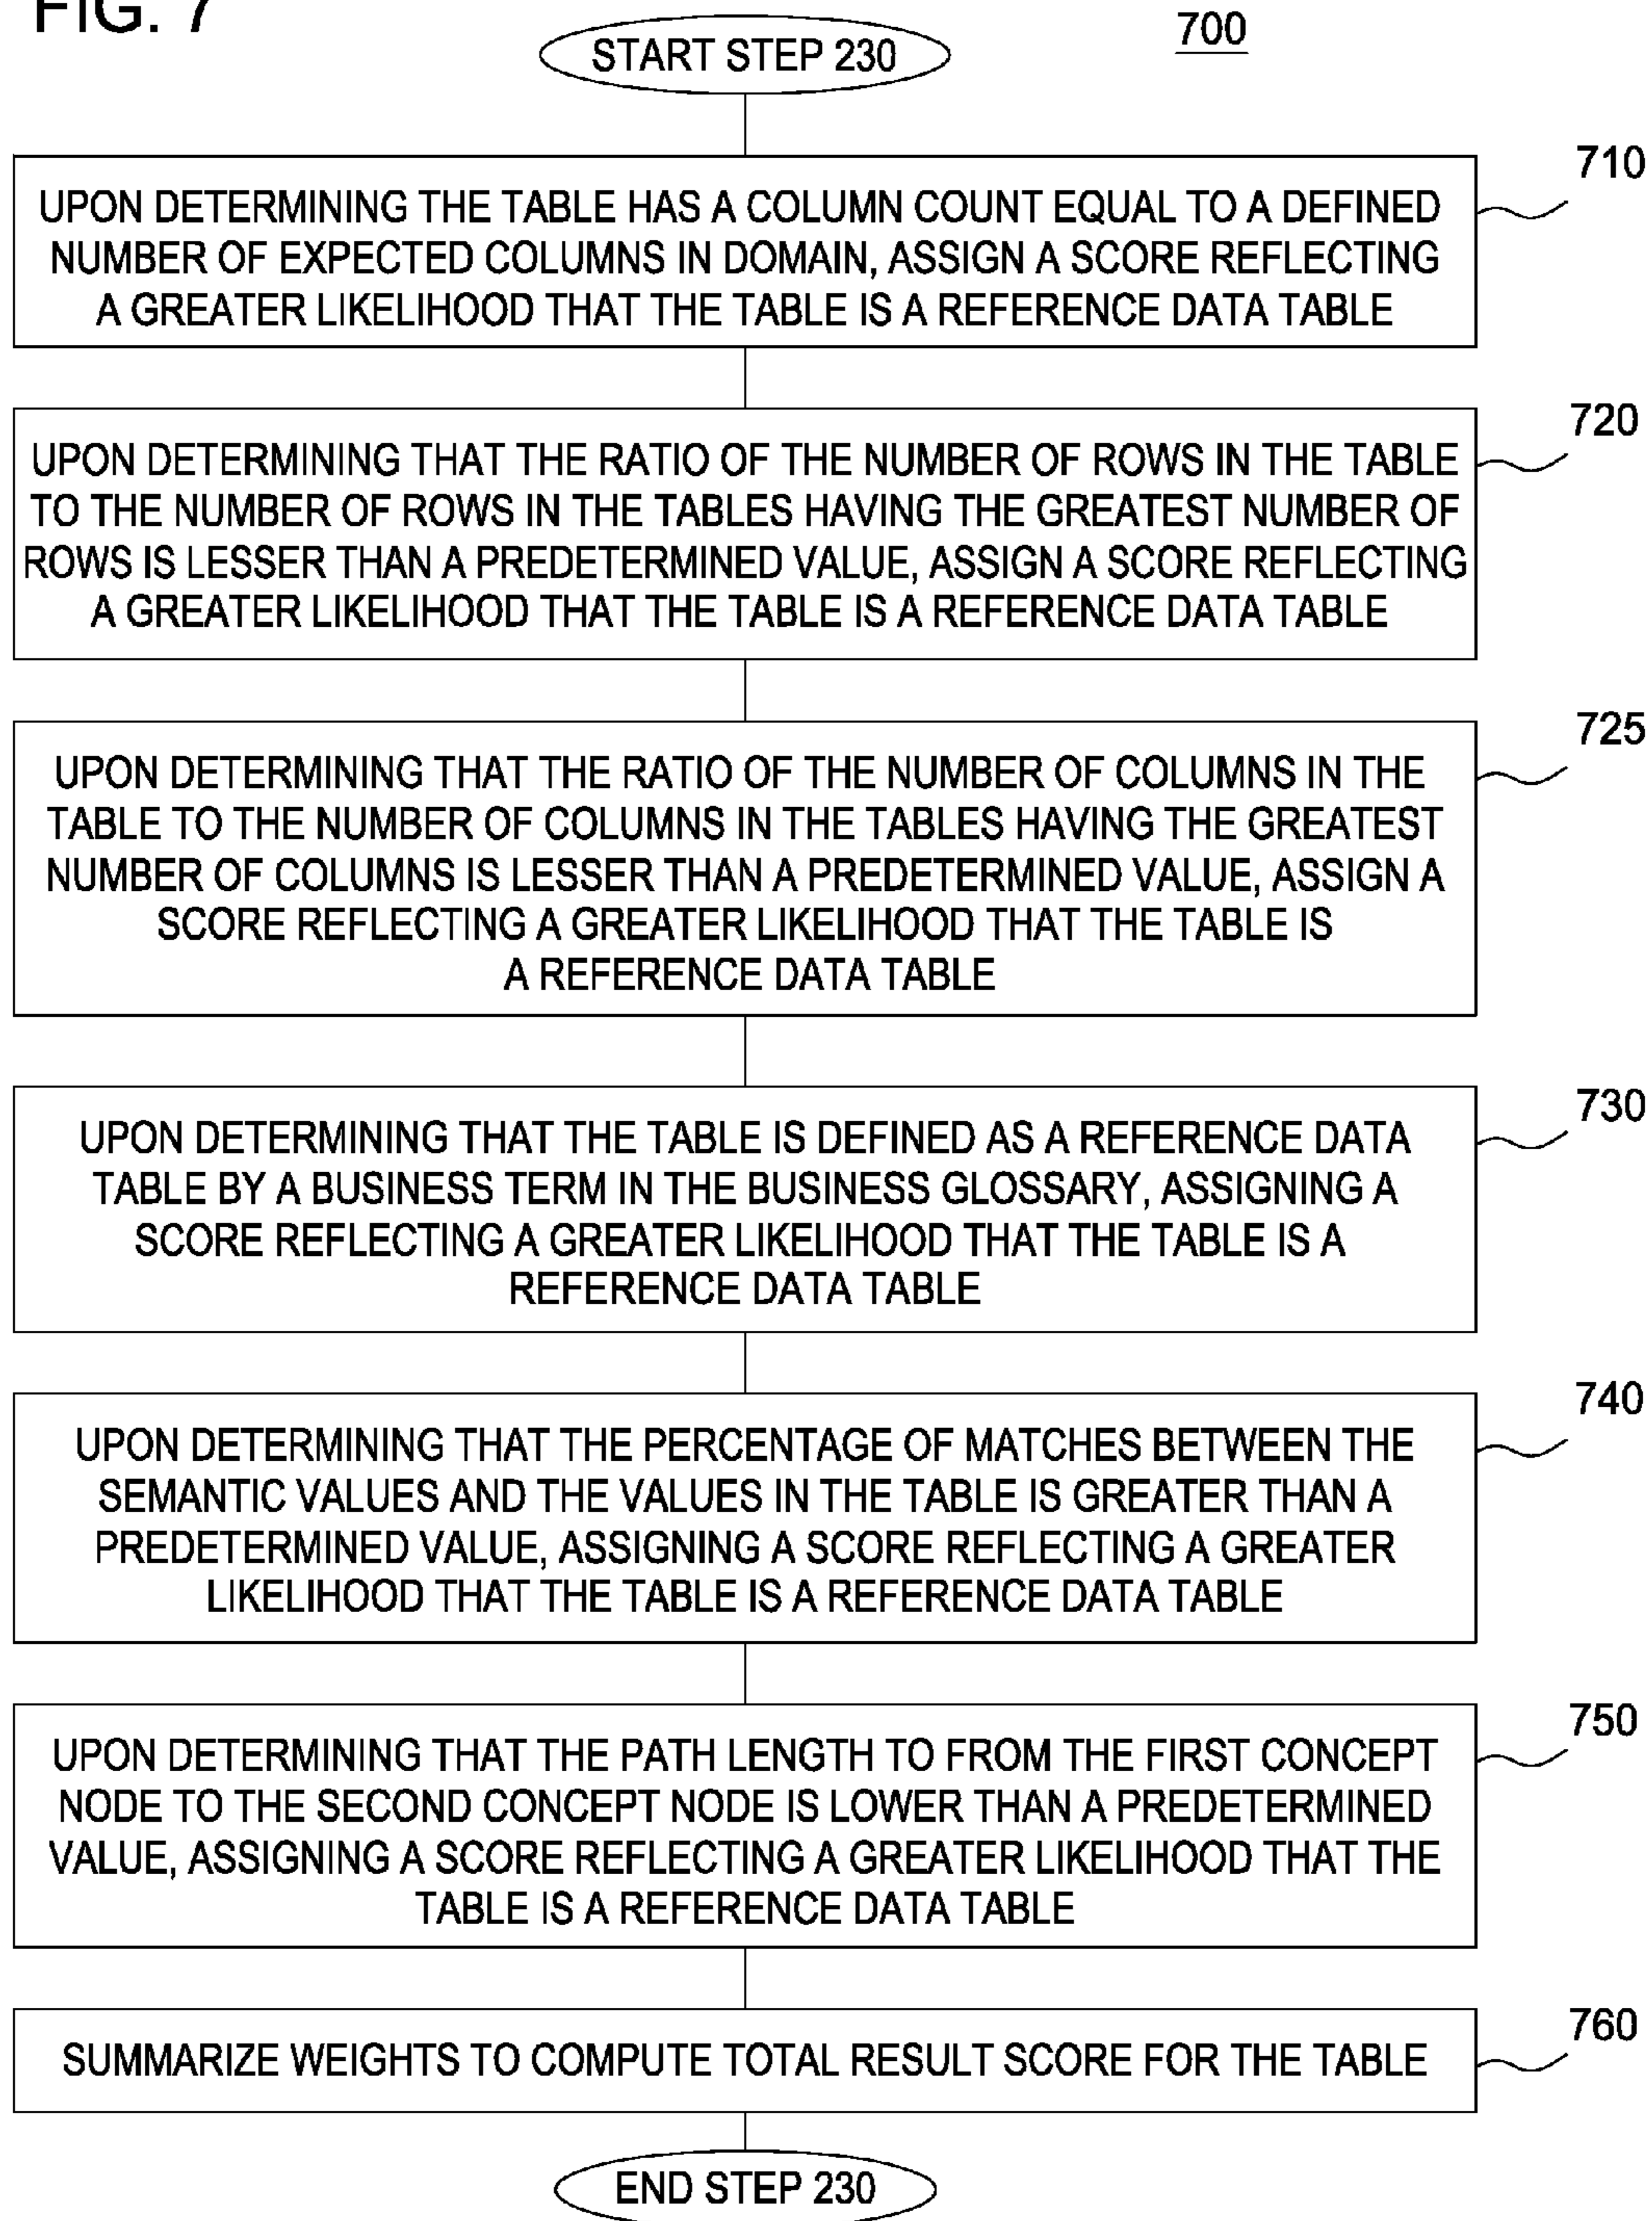 FIG. 7
700
START STEP 230
710
UPON DETERMINING THE TABLE HAS A COLUMN COUNT EQUAL TO A DEFINED
NUMBER OF EXPECTED COLUMNS IN DOMAIN, ASSIGN A SCORE REFLECTING
A GREATER LIKELIHOOD THAT THE TABLE IS A REFERENCE DATA TABLE
720
UPON DETERMINING THAT THE RATIO OF THE NUMBER OF ROWS IN THE TABLE
TO THE NUMBER OF ROWS IN THE TABLES HAVING THE GREATEST NUMBER OF
ROWS IS LESSER THAN A PREDETERMINED VALUE, ASSIGN A SCORE REFLECTING
A GREATER LIKELIHOOD THAT THE TABLE IS A REFERENCE DATA TABLE
725
UPON DETERMINING THAT THE RATIO OF THE NUMBER OF COLUMNS IN THE
TABLE TO THE NUMBER OF COLUMNS IN THE TABLES HAVING THE GREATEST
NUMBER OF COLUMNS IS LESSER THAN A PREDETERMINED VALUE, ASSIGN A
SCORE REFLECTING A GREATER LIKELIHOOD THAT THE TABLE IS
A REFERENCE DATA TABLE
730
UPON DETERMINING THAT THE TABLE IS DEFINED AS A REFERENCE DATA
TABLE BY A BUSINESS TERM IN THE BUSINESS GLOSSARY, ASSIGNING A
SCORE REFLECTING A GREATER LIKELIHOOD THAT THE TABLE IS A
REFERENCE DATA TABLE
740
UPON DETERMINING THAT THE PERCENTAGE OF MATCHES BETWEEN THE
SEMANTIC VALUES AND THE VALUES IN THE TABLE IS GREATER THAN A
PREDETERMINED VALUE, ASSIGNING A SCORE REFLECTING A GREATER
LIKELIHOOD THAT THE TABLE IS A REFERENCE DATA TABLE
750
UPON DETERMINING THAT THE PATH LENGTH TO FROM THE FIRST CONCEPT
NODE TO THE SECOND CONCEPT NODE IS LOWER THAN A PREDETERMINED
VALUE, ASSIGNING A SCORE REFLECTING A GREATER LIKELIHOOD THAT THE
TABLE IS A REFERENCE DATA TABLE
760
SUMMARIZE WEIGHTS TO COMPUTE TOTAL RESULT SCORE FOR THE TABLE
END STEP 230